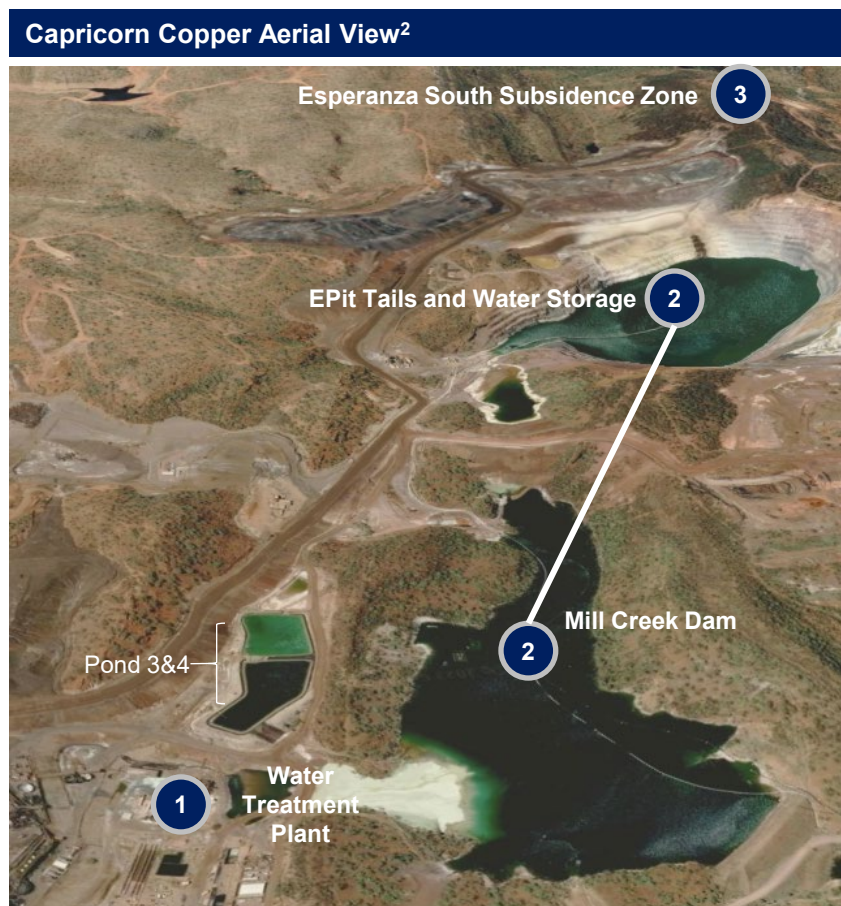 Capricorn Copper Aerial View²
Esperanza South Subsidence Zone
3
EPit Tails and Water Storage
2
Mill Creek Dam
2
Pond 3&4
Water
Treatment
Plant
1